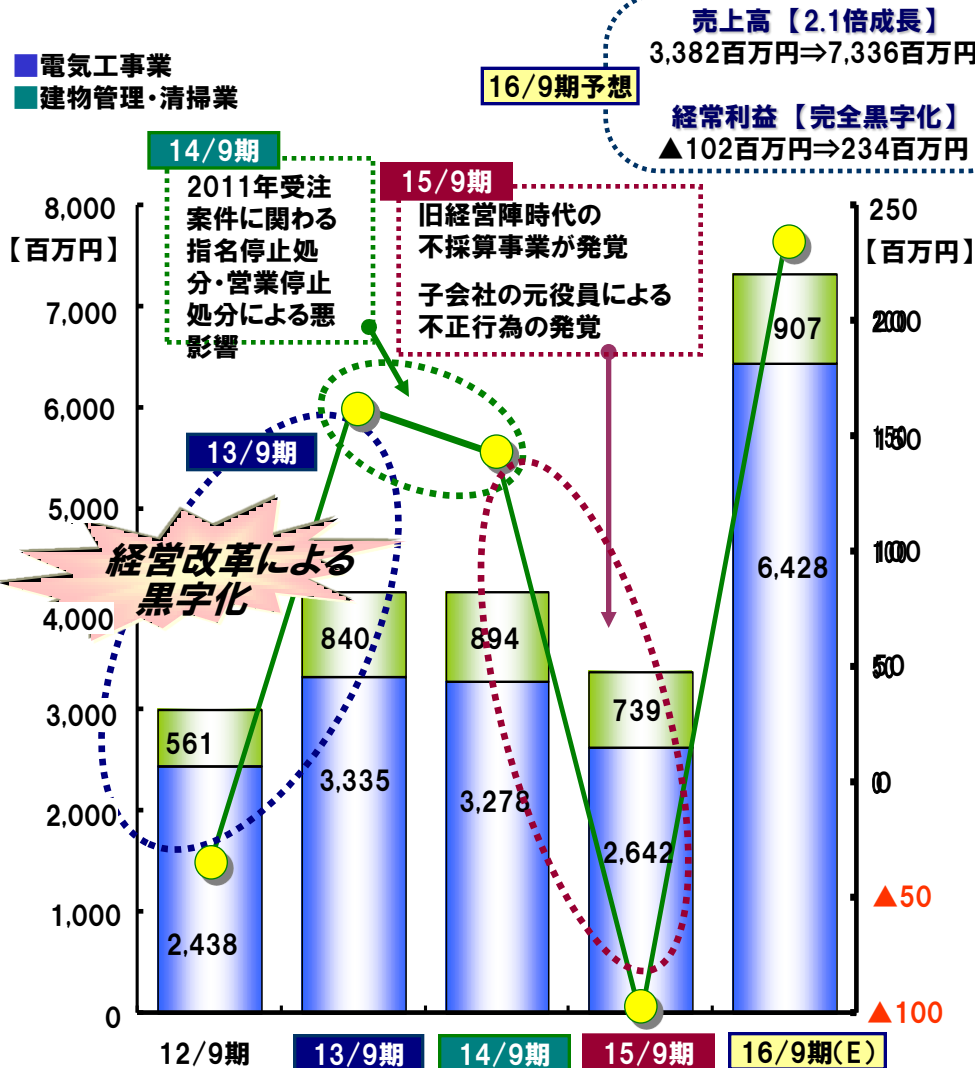 売上高【2.1倍成長】
3,382百万円⇒7,336百万円
16/9期予想
経常利益【完全黒字化】
▲102百万円⇒234百万円
■電気工事業
■建物管理・清掃業
14/9期
2011年受注
案件に関わる
指名停止処
分・営業停止
処分による悪
影響
15/9期
旧経営陣時代の
不採算事業が発覚
子会社の元役員による
不正行為の発覚
13/9期
経営改革による
黒字化
8,000
【百万円】
7,000
6,000
5,000
4,000
3,000
2,000
1,000
0
250
【百万円】
200
150
100
50
0
▲50
▲100
561
2,438
840
3,335
894
3,278
739
2,642
907
6,428
12/9期
13/9期
14/9期
15/9期
16/9期(E)